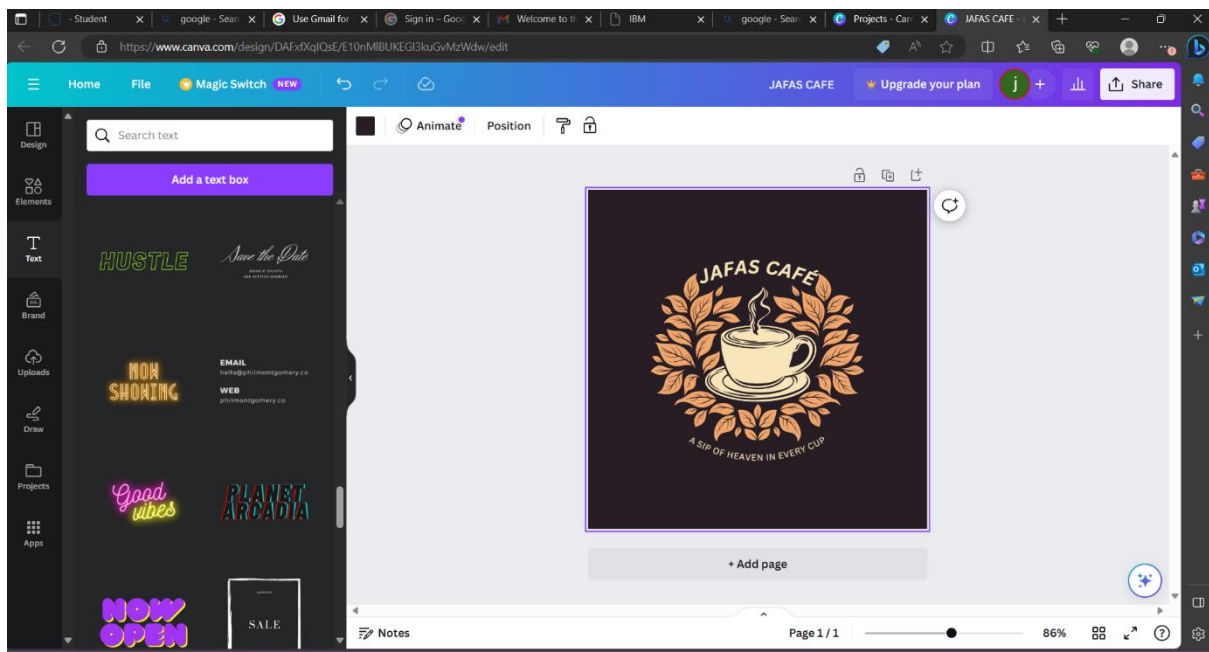 - Student
google - Sear
Use Gmail for
Sign in – Goog
Welcome to t
IBM
google - Sear
Projects - Can
JAFAS CAFE -
https://www.canva.com/design/DAFxfXqIQsE/E10nMlBUKEGI3kuGvMzWdw/edit
Home File Magic Switch NEW
JAFAS CAFE Upgrade your plan j + Share
Design
Elements
Text
Brand
Uploads
Draw
Projects
Apps
Search text
Add a text box
HUSTLE
Save the Date
NOW
SHOWING
EMAIL
hello@philmontgomery.co
WEB
philmontgomery.co
Good
vibes
PLANET
ARCADIA
NOW
OPEN
SALE
Animate Position
JAFAS CAFÉ
A SIP OF HEAVEN IN EVERY CUP
+ Add page
Notes
Page 1 / 1
86%